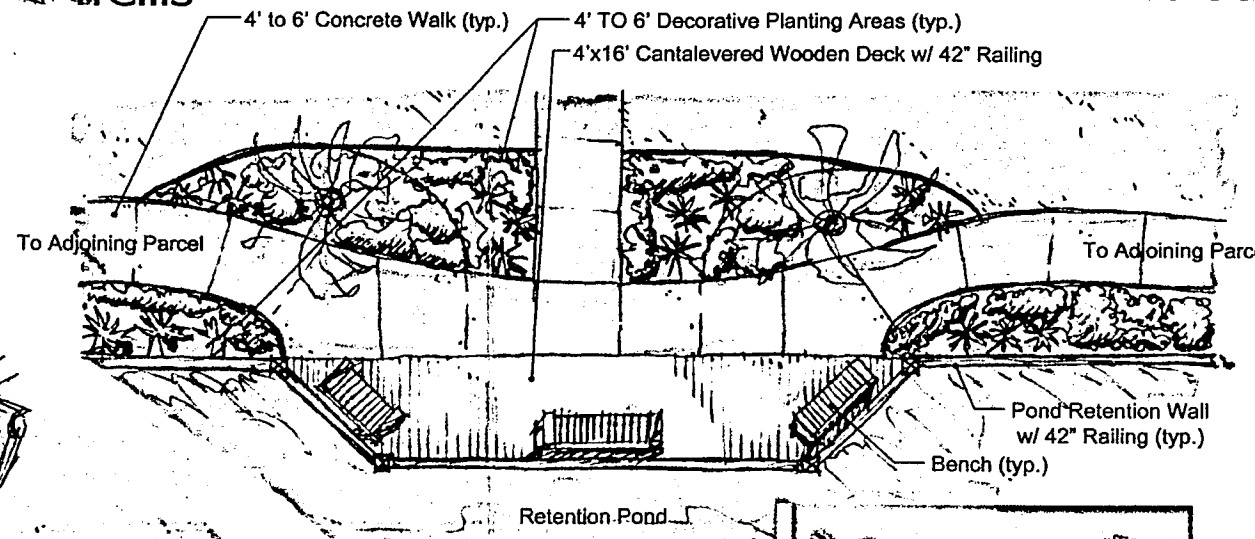 4' to 6' Concrete Walk (typ.)
4' TO 6' Decorative Planting Areas (typ.)
4'x16' Cantalevered Wooden Deck w/ 42" Railing
To Adjoining Parcel
To Adjoining Parc
Pond Retention Wall
w/ 42" Railing (typ.)
Bench (typ.)
Retention Pond